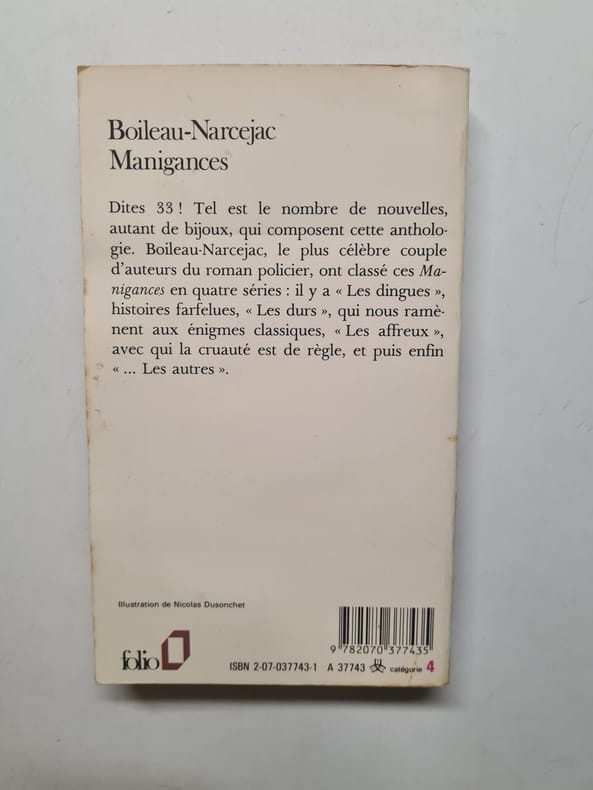 Boileau-Narcejac
Manigances
Dites 33 ! Tel est le nombre de nouvelles,
autant de bijoux, qui composent cette antholo-
gie. Boileau-Narcejac, le plus célèbre couple
d'auteurs du roman policier, ont classé ces Ma-
nigances en quatre séries : il y a « Les dingues »,
histoires farfelues, « Les durs », qui nous ramè-
nent aux énigmes classiques, « Les affreux »,
avec qui la cruauté est de règle, et puis enfin
« ... Les autres ».
Illustration de Nicolas Dusonchet
9 782070 377435
folio
ISBN 2-07-037743-1 A 37743 catégorie 4